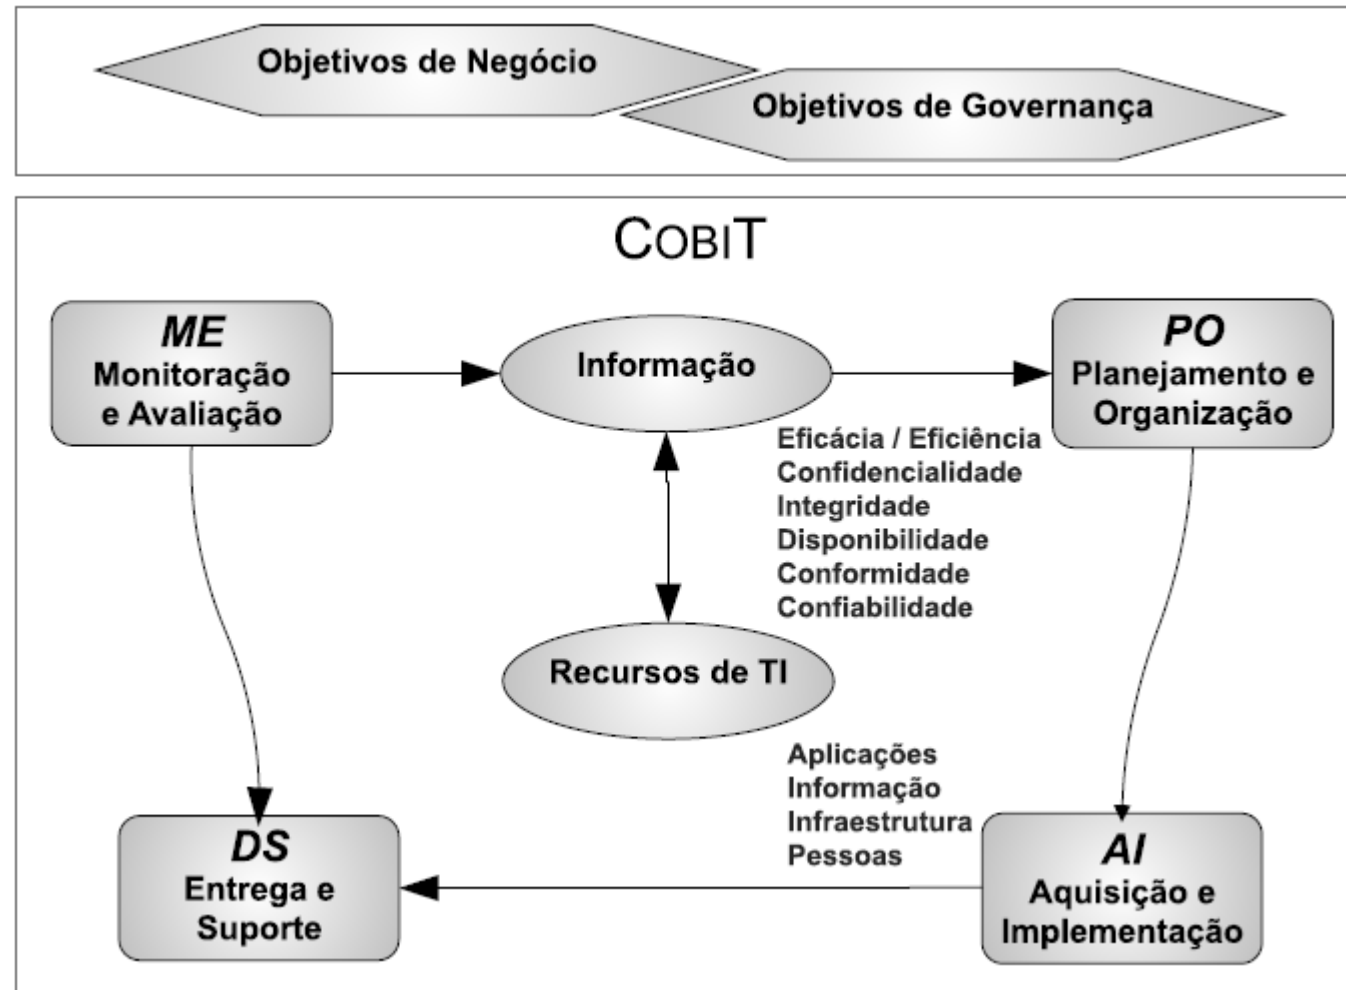 Objetivos de Negócio
Objetivos de Governança
COBIT
ME
Monitoração
e Avaliação
Informação
PO
Planejamento e
Organização
Eficácia / Eficiência
Confidencialidade
Integridade
Disponibilidade
Conformidade
Confiabilidade
Recursos de TI
Aplicações
Informação
Infraestrutura
Pessoas
DS
Entrega e
Suporte
AI
Aquisição e
Implementação